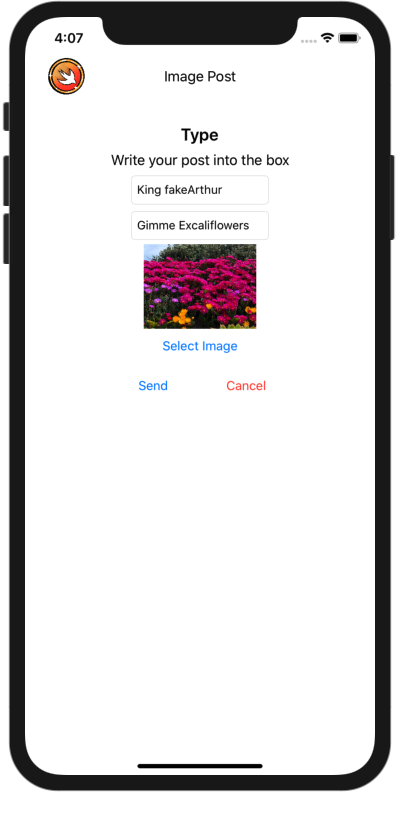 4:07
Image Post
Type
Write your post into the box
King fakeArthur
Gimme Excaliflowers
Select Image
Send Cancel